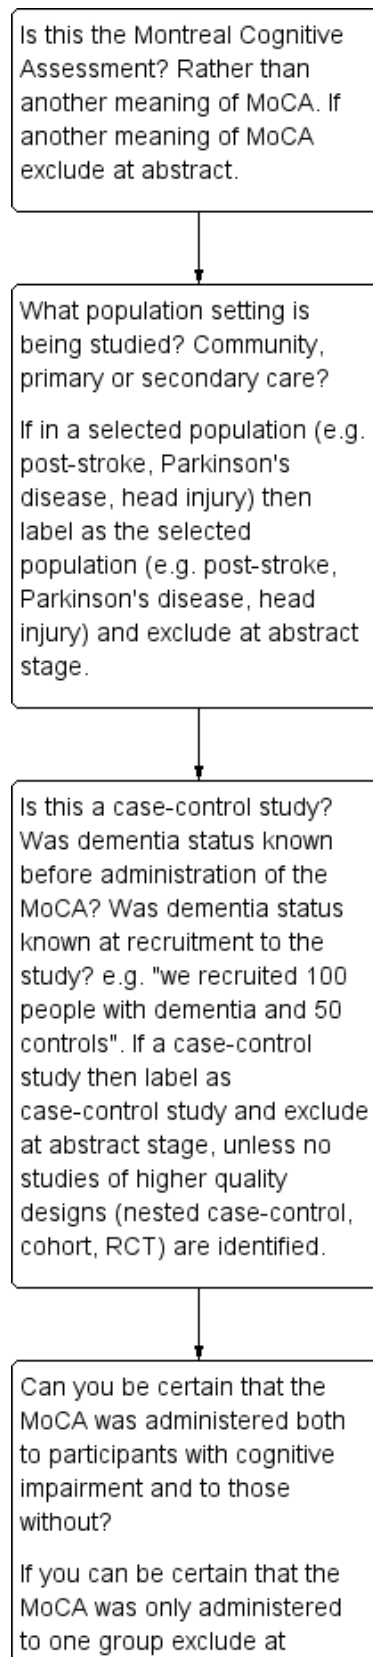 Is this the Montreal Cognitive
Assessment? Rather than
another meaning of MoCA. If
another meaning of MoCA
exclude at abstract.
What population setting is
being studied? Community,
primary or secondary care?
If in a selected population (e.g.
post-stroke, Parkinson's
disease, head injury) then
label as the selected
population (e.g. post-stroke,
Parkinson's disease, head
injury) and exclude at abstract
stage.
Is this a case-control study?
Was dementia status known
before administration of the
MoCA? Was dementia status
known at recruitment to the
study? e.g. "we recruited 100
people with dementia and 50
controls". If a case-control
study then label as
case-control study and exclude
at abstract stage, unless no
studies of higher quality
designs (nested case-control,
cohort, RCT) are identified.
Can you be certain that the
MoCA was administered both
to participants with cognitive
impairment and to those
without?
If you can be certain that the
MoCA was only administered
to one group exclude at